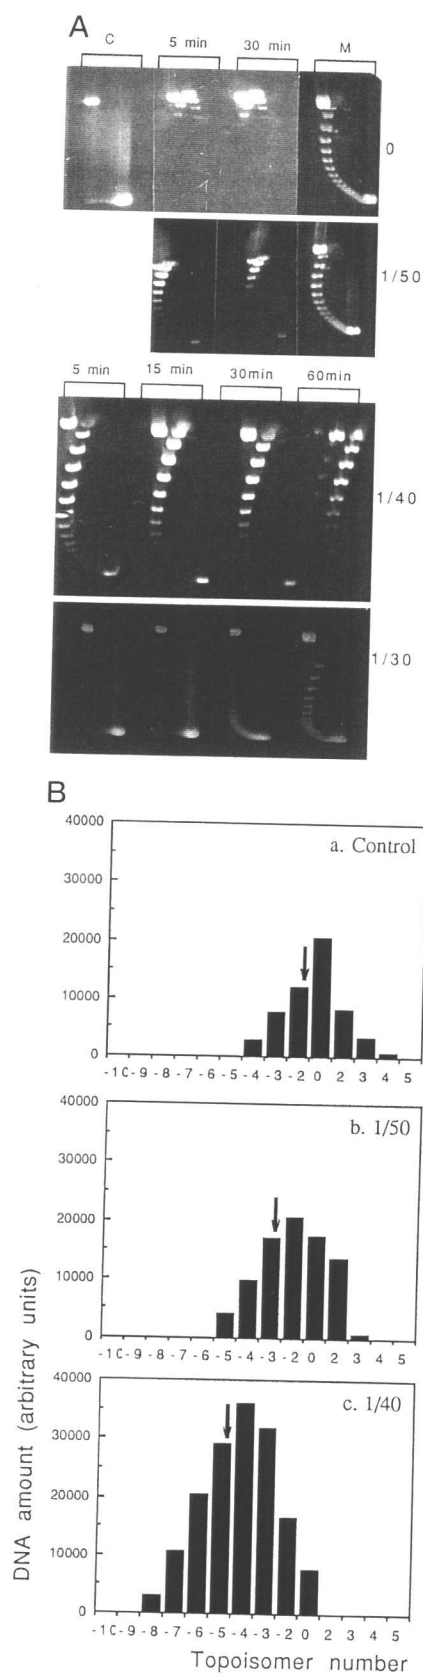 A
C 5 min 30 min M
0
1/50
5 min 15 min 30min 60min
1/40
1/30
B
40000
a. Control
30000
20000
10000
0
-10-9 -8 -7 -6 -5 -4 -3 -2 0 2 3 4 5
40000
b. 1/50
30000
20000
10000
0
-10-9 -8 -7 -6 -5 -4 -3 -2 0 2 3 4 5
40000
c. 1/40
30000
20000
10000
0
-10-9 -8 -7 -6 -5 -4 -3 -2 0 2 3 4 5
DNA amount (arbitrary units)
Topoisomer number